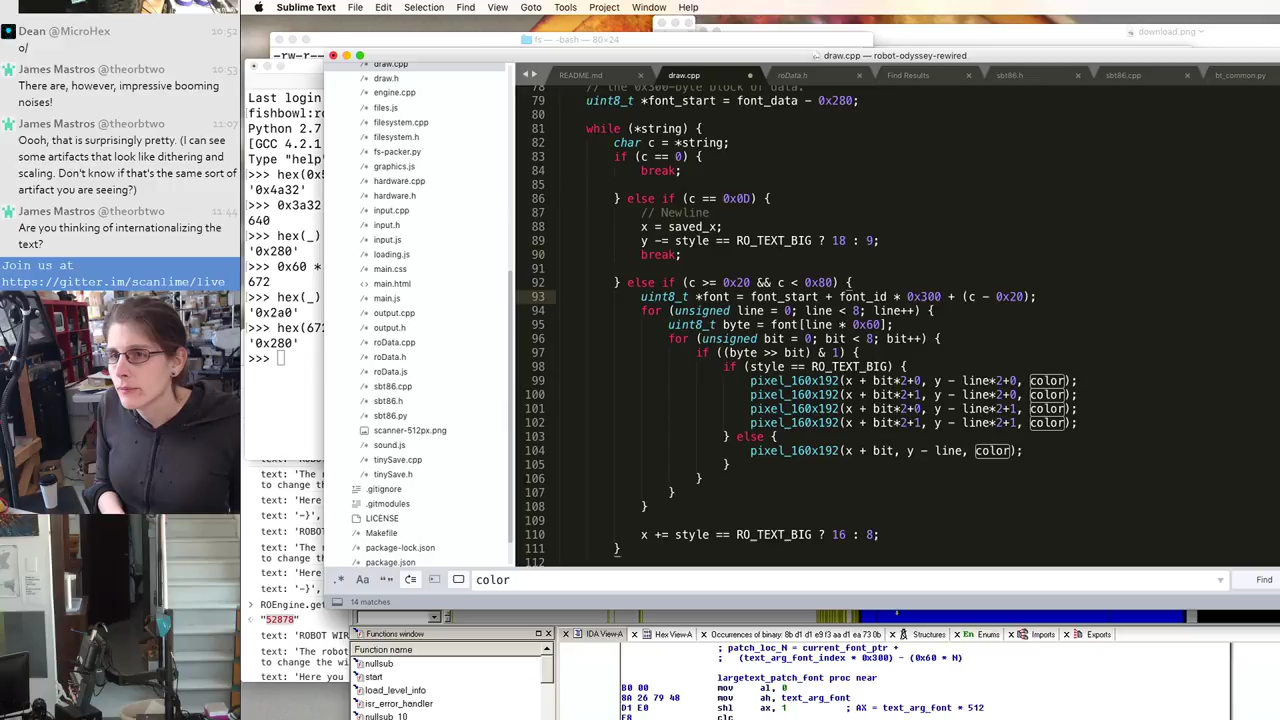 Sublime Text File Edit Selection Find View Goto Tools Project Window Help
Dean @MicroHex 10:52
o/
James Mastros @theorbtwo 10:53
There are, however, impressive booming
noises!
James Mastros @theorbtwo 11:07
Oooh, that is surprisingly pretty. (I can see
some artifacts that look like dithering and
scaling. Don't know if that's the same sort of
artifact you are seeing?)
James Mastros @theorbtwo 11:44
Are you thinking of internationalizing the
text?
Join us at
https://gitter.im/scanlime/live
download.png
fs — -bash — 80×24
-rw-r--
Last login
fishbowl:r
Python 2.7
[GCC 4.2.1
Type "help
>>> hex(0x
'0x4a32'
>>> 0x3a32
640
>>> hex(_)
'0x280'
>>> 0x60 *
672
>>> hex(_)
'0x2a0'
>>> hex(67
'0x280'
>>>
text: 'The r
to change th
text: 'Here
text: '-}',
text: 'ROBOT
text: 'The r
to change th
text: 'Here
text: '-}',
> ROEngine.get
"52878"
text: 'ROBOT WIR
text: 'The robot
to change the wi
text: 'Here you
draw.cpp — robot-odyssey-rewired
draw.cpp
draw.h
engine.cpp
files.js
filesystem.cpp
filesystem.h
fs-packer.py
graphics.js
hardware.cpp
hardware.h
input.cpp
input.h
input.js
loading.js
main.css
main.html
main.js
output.cpp
output.h
roData.cpp
roData.h
roData.js
sbt86.cpp
sbt86.h
sbt86.py
scanner-512px.png
sound.js
tinySave.cpp
tinySave.h
.gitignore
.gitmodules
LICENSE
Makefile
package-lock.json
package.json
README.md draw.cpp roData.h Find Results sbt86.h sbt86.cpp bt_common.py
78 // the 0x300-byte block of data.
79 uint8_t *font_start = font_data - 0x280;
80
81 while (*string) {
82 char c = *string;
83 if (c == 0) {
84 break;
85
86 } else if (c == 0x0D) {
87 // Newline
88 x = saved_x;
89 y -= style == RO_TEXT_BIG ? 18 : 9;
90 break;
91
92 } else if (c >= 0x20 && c < 0x80) {
93 uint8_t *font = font_start + font_id * 0x300 + (c - 0x20);
94 for (unsigned line = 0; line < 8; line++) {
95 uint8_t byte = font[line * 0x60];
96 for (unsigned bit = 0; bit < 8; bit++) {
97 if ((byte >> bit) & 1) {
98 if (style == RO_TEXT_BIG) {
99 pixel_160x192(x + bit*2+0, y - line*2+0, color);
100 pixel_160x192(x + bit*2+1, y - line*2+0, color);
101 pixel_160x192(x + bit*2+0, y - line*2+1, color);
102 pixel_160x192(x + bit*2+1, y - line*2+1, color);
103 } else {
104 pixel_160x192(x + bit, y - line, color);
105 }
106 }
107 }
108 }
109
110 x += style == RO_TEXT_BIG ? 16 : 8;
111 }
112
.* Aa color Find
14 matches
Functions window IDA View-A Hex View-A Occurrences of binary: 8b d1 d1 e9 f3 aa d1 ea 73 0b Structures Enums Imports Exports
Function name
nullsub
start
load_level_info
isr_error_handler
nullsub_10
; patch_loc_N = current_font_ptr +
; (text_arg_font_index * 0x300) - (0x60 * N)
largetext_patch_font proc near
B0 00 mov al, 0
8A 26 79 48 mov ah, text_arg_font
D1 E0 shl ax, 1 ; AX = text_arg_font * 512
F8 clc